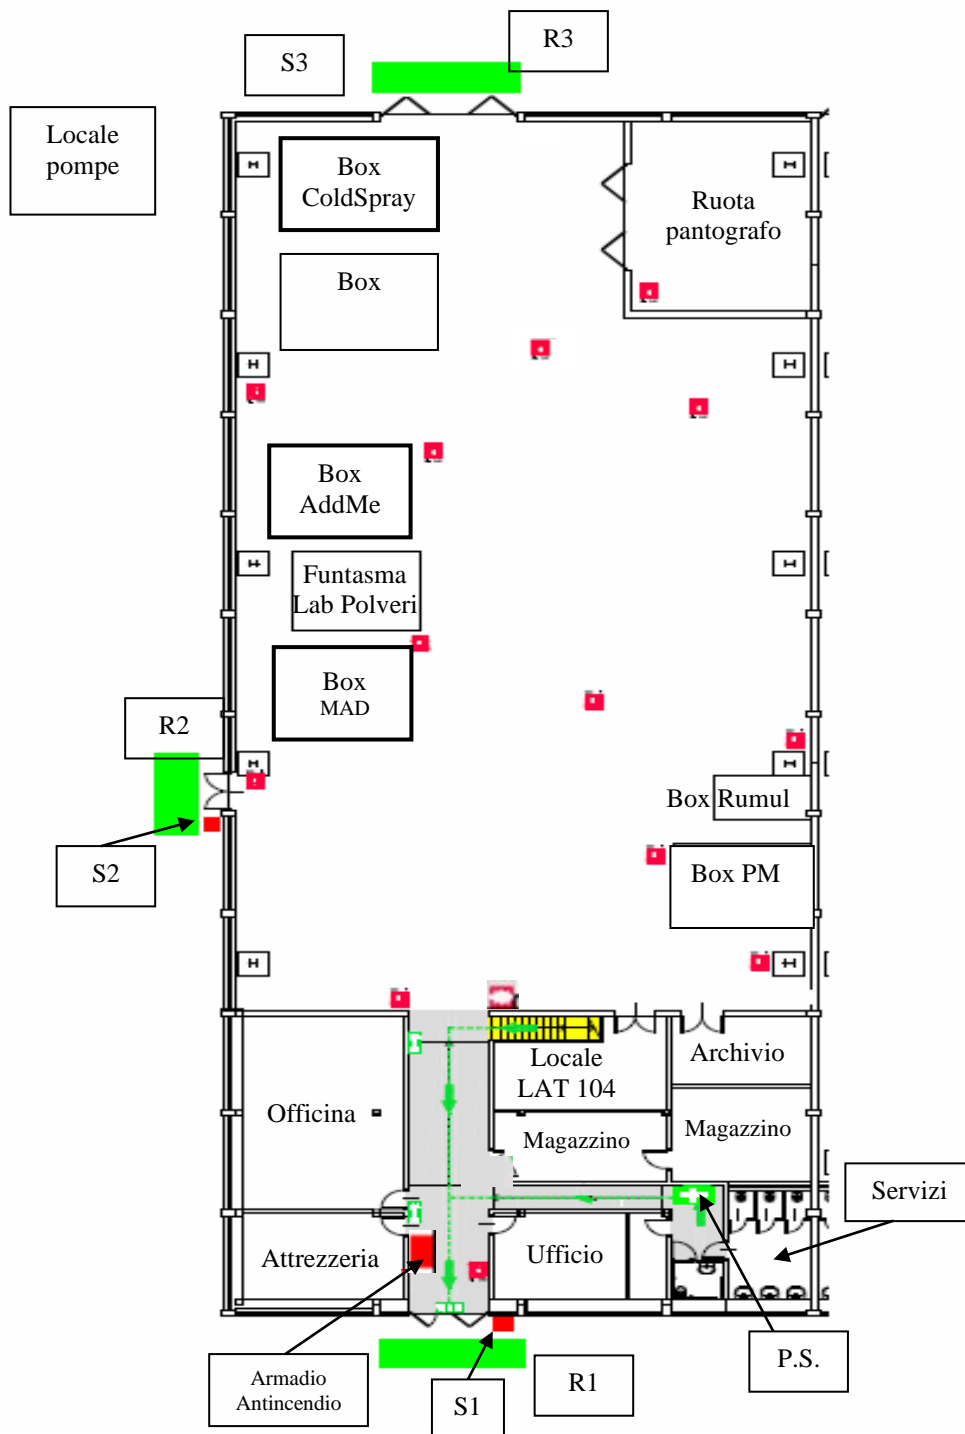 S3
R3
Locale
pompe
Box
ColdSpray
Ruota
pantografo
Box
Box
AddMe
Funtasma
Lab Polveri
Box
MAD
R2
Box Rumul
S2
Box PM
Locale
LAT 104
Archivio
Officina
Magazzino
Magazzino
Servizi
Attrezzeria
Ufficio
P.S.
Armadio
Antincendio
S1
R1